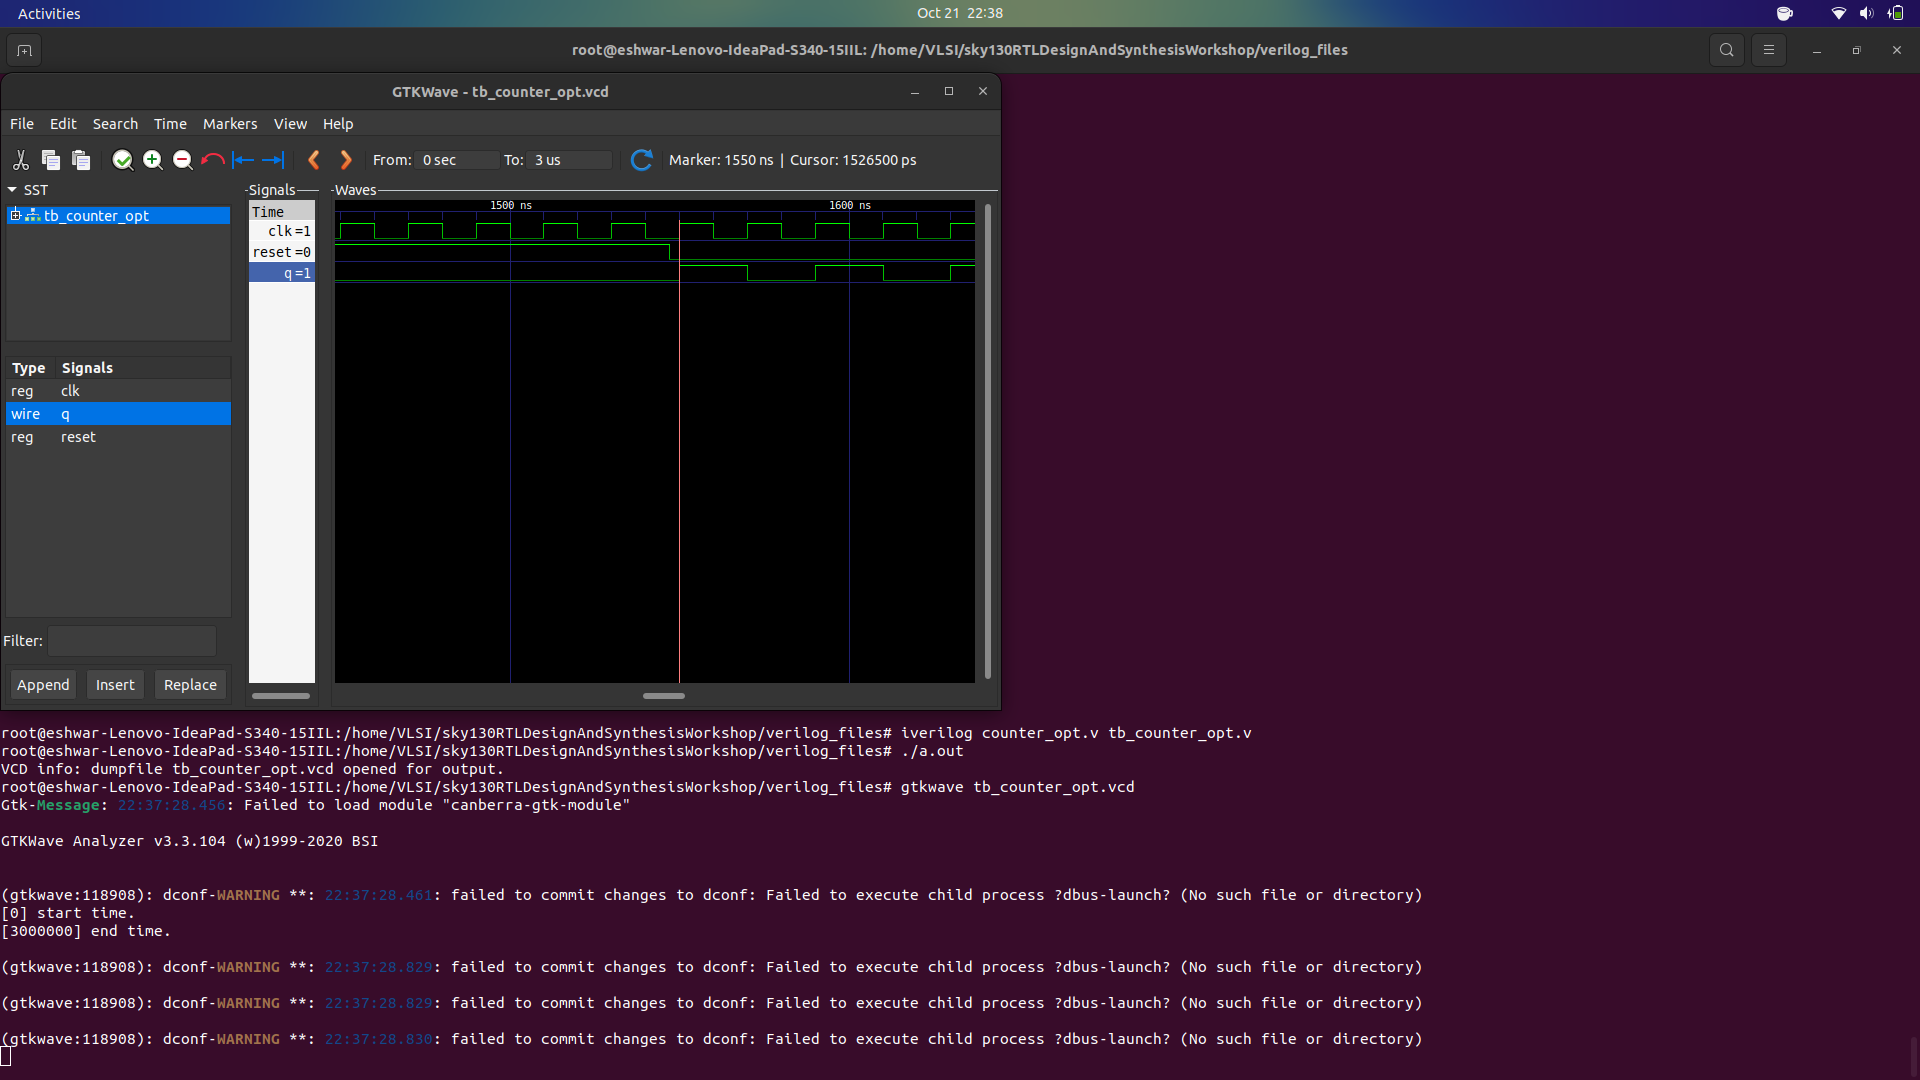 Activities
Oct 21 22:38
root@eshwar-Lenovo-IdeaPad-S340-15IIL: /home/VLSI/sky130RTLDesignAndSynthesisWorkshop/verilog_files
GTKWave - tb_counter_opt.vcd
File Edit Search Time Markers View Help
From: 0 sec To: 3 us Marker: 1550 ns | Cursor: 1526500 ps
SST
tb_counter_opt
Type Signals
reg clk
wire q
reg reset
Filter:
Append Insert Replace
Signals
Time
clk =1
reset =0
q =1
Waves
1500 ns 1600 ns
root@eshwar-Lenovo-IdeaPad-S340-15IIL:/home/VLSI/sky130RTLDesignAndSynthesisWorkshop/verilog_files# iverilog counter_opt.v tb_counter_opt.v
root@eshwar-Lenovo-IdeaPad-S340-15IIL:/home/VLSI/sky130RTLDesignAndSynthesisWorkshop/verilog_files# ./a.out
VCD info: dumpfile tb_counter_opt.vcd opened for output.
root@eshwar-Lenovo-IdeaPad-S340-15IIL:/home/VLSI/sky130RTLDesignAndSynthesisWorkshop/verilog_files# gtkwave tb_counter_opt.vcd
Gtk-Message: 22:37:28.456: Failed to load module "canberra-gtk-module"
GTKWave Analyzer v3.3.104 (w)1999-2020 BSI
(gtkwave:118908): dconf-WARNING **: 22:37:28.461: failed to commit changes to dconf: Failed to execute child process ?dbus-launch? (No such file or directory)
[0] start time.
[3000000] end time.
(gtkwave:118908): dconf-WARNING **: 22:37:28.829: failed to commit changes to dconf: Failed to execute child process ?dbus-launch? (No such file or directory)
(gtkwave:118908): dconf-WARNING **: 22:37:28.829: failed to commit changes to dconf: Failed to execute child process ?dbus-launch? (No such file or directory)
(gtkwave:118908): dconf-WARNING **: 22:37:28.830: failed to commit changes to dconf: Failed to execute child process ?dbus-launch? (No such file or directory)